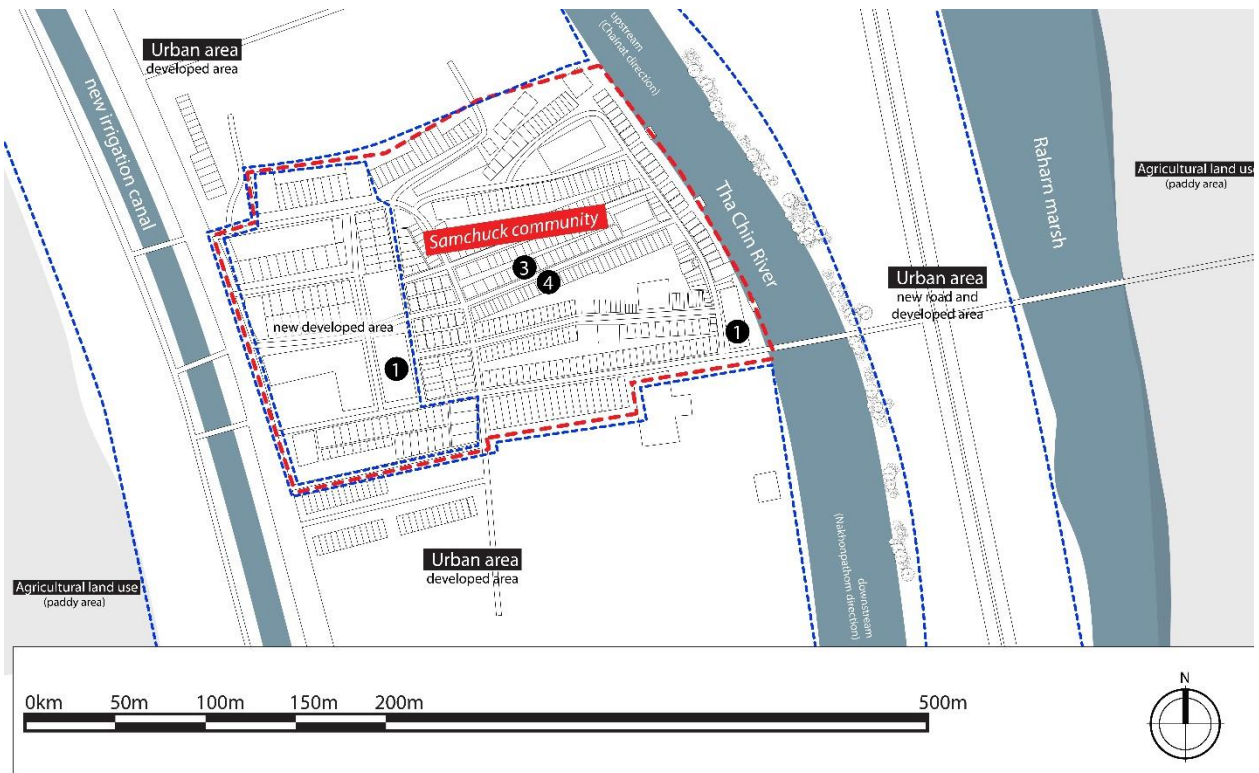 Urban area
developed area
new irrigation canal
upstream
(Chainat direction)
Tha Chin River
Raharn marsh
Agricultural land use
(paddy area)
Samchuck community
3
4
Urban area
new road and
developed area
new developed area
1
1
Urban area
developed area
Agricultural land use
(paddy area)
downstream
(Nakhonpathom direction)
0km
50m
100m
150m
200m
500m
N